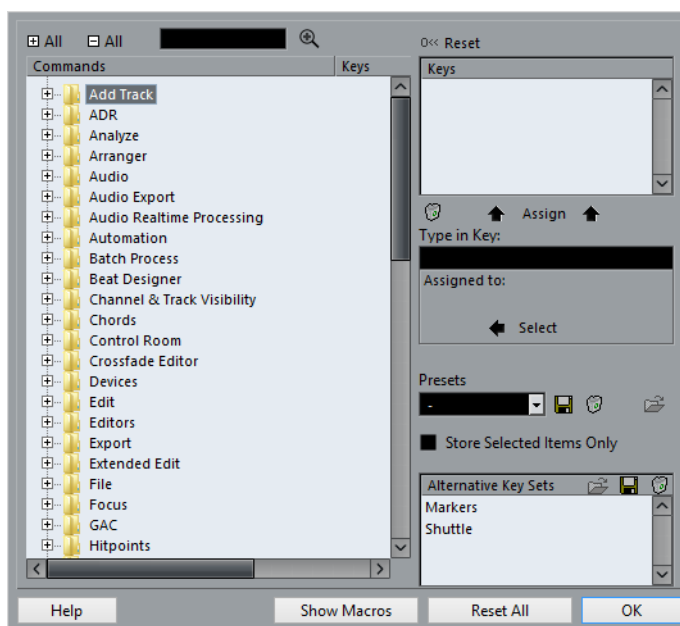 All All
Commands Keys
Add Track
ADR
Analyze
Arranger
Audio
Audio Export
Audio Realtime Processing
Automation
Batch Process
Beat Designer
Channel & Track Visibility
Chords
Control Room
Crossfade Editor
Devices
Edit
Editors
Export
Extended Edit
File
Focus
GAC
Hitpoints
0<< Reset
Keys
Assign
Type in Key:
Assigned to:
Select
Presets
-
Store Selected Items Only
Alternative Key Sets
Markers
Shuttle
Help Show Macros Reset All OK